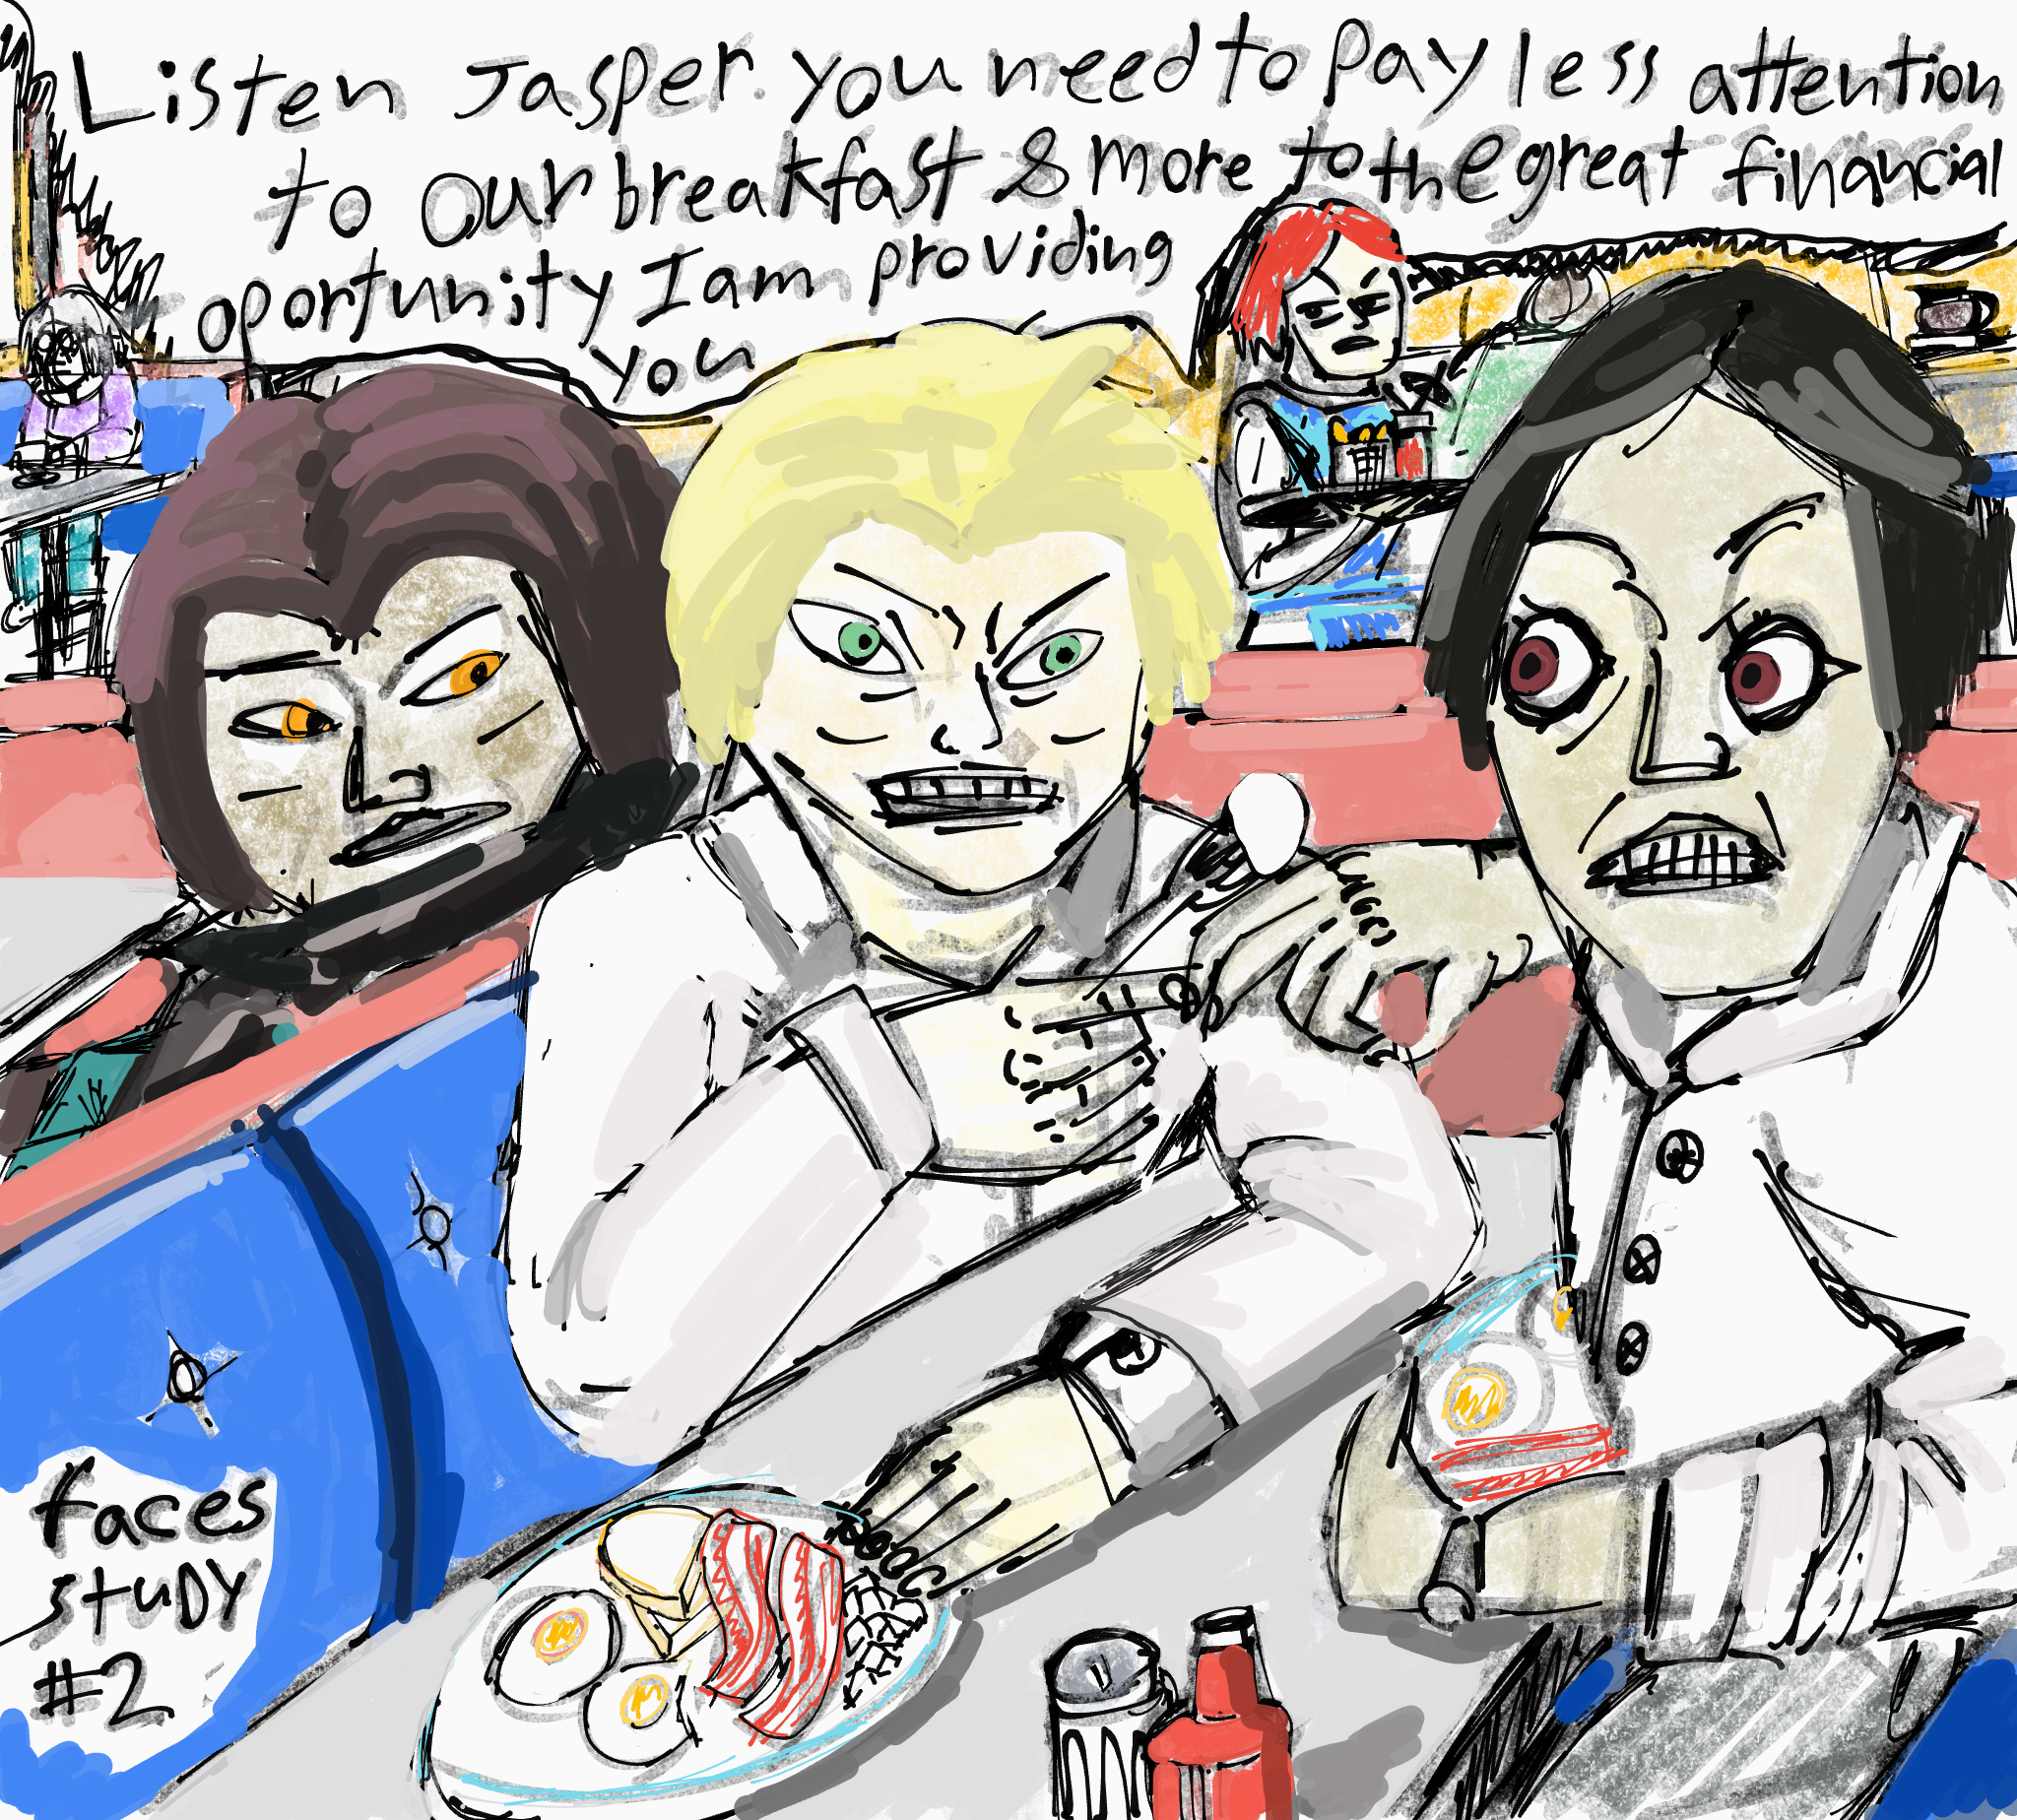 Listen Jasper. You need to pay less attention
to our breakfast & more to the great financial
oportunity I am providing
you
faces
study
#2